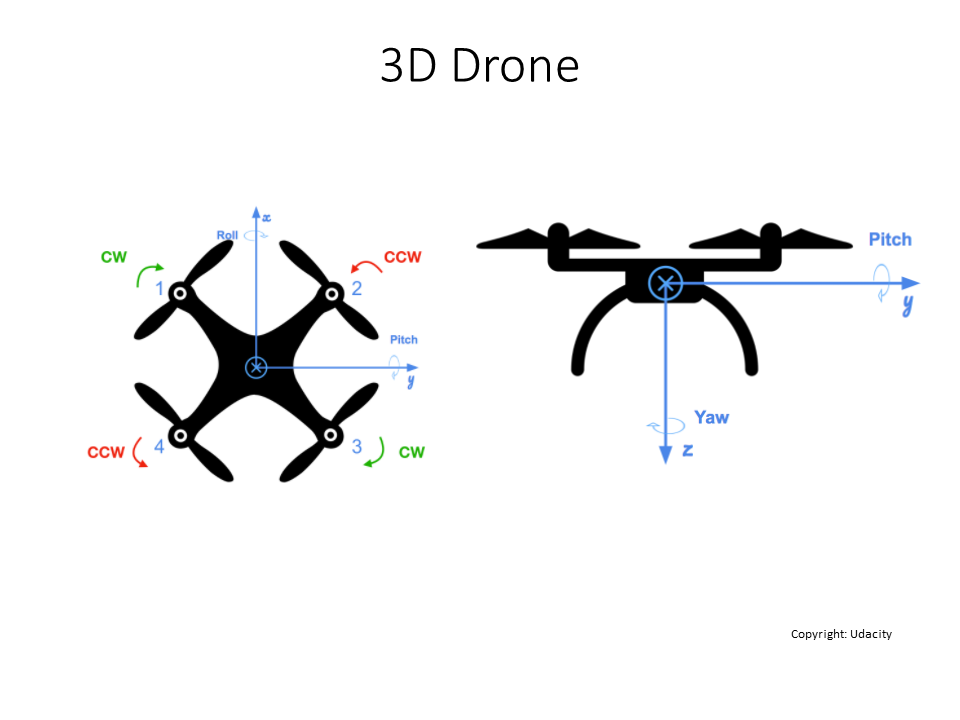 3D Drone
x
Roll
CW
CCW
1
2
Pitch
y
4
3
CCW
CW
Pitch
y
Yaw
z
Copyright: Udacity